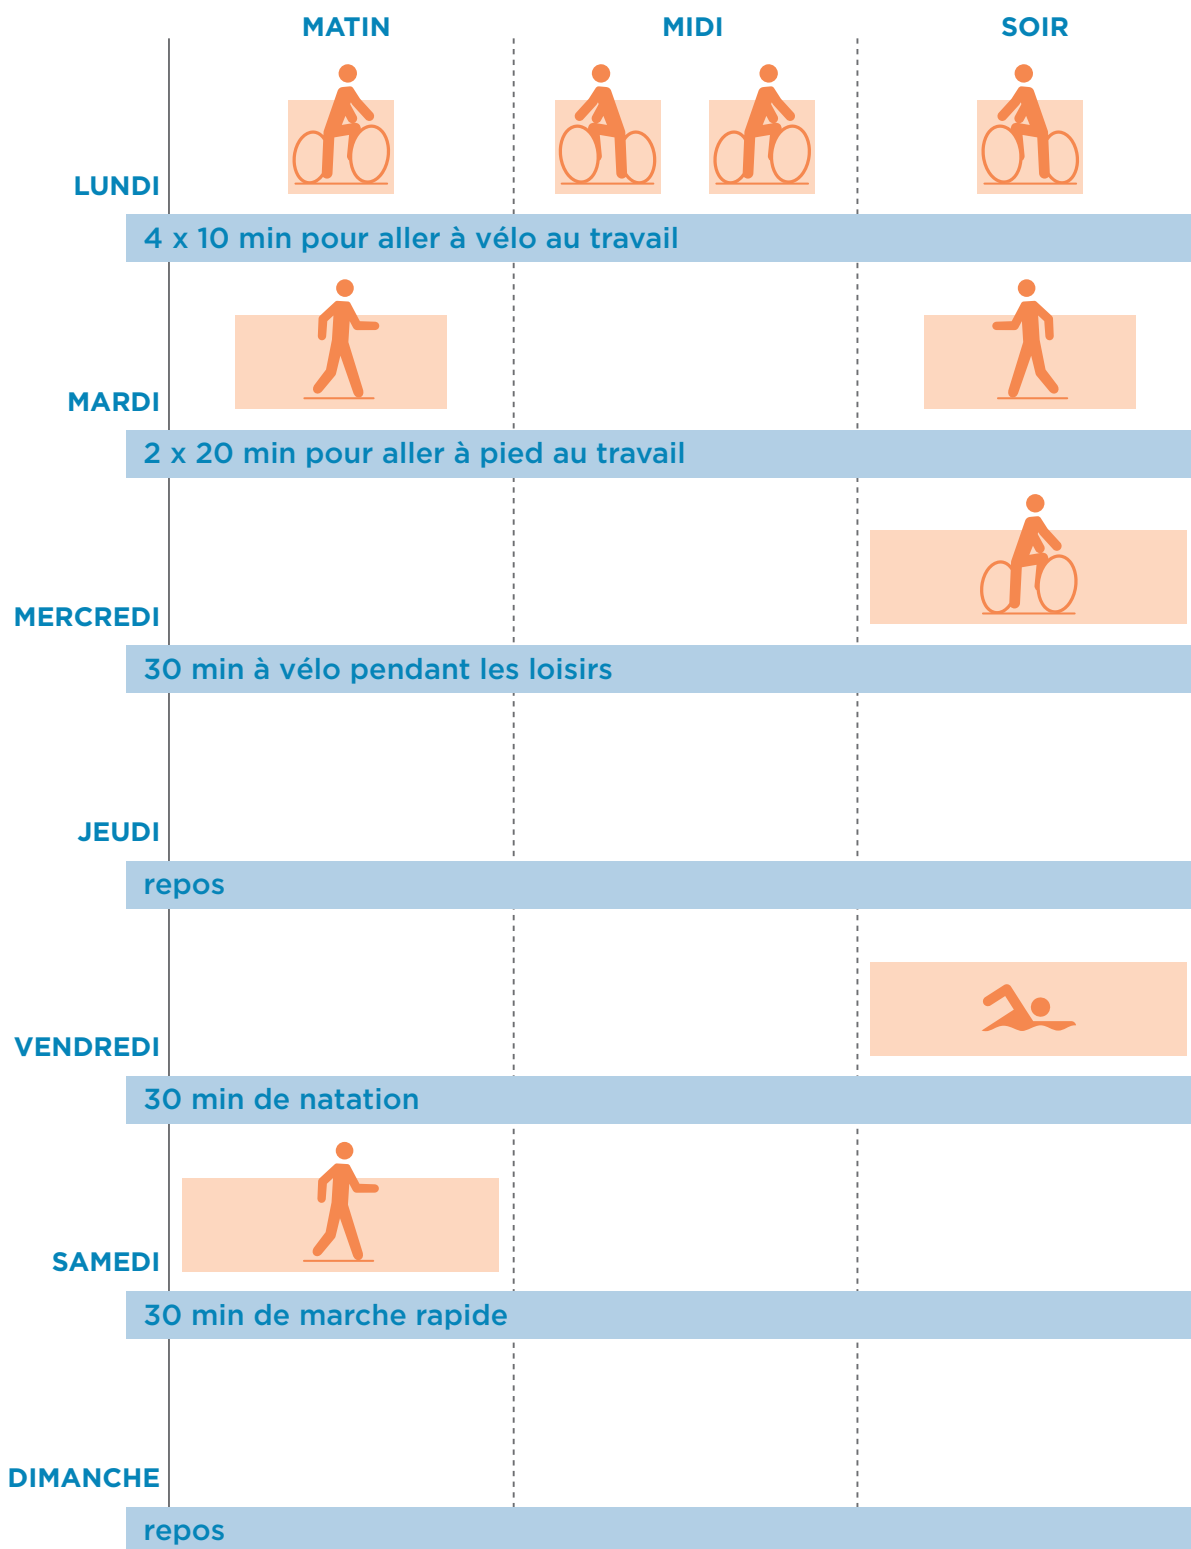 MATIN MIDI SOIR
LUNDI
4 x 10 min pour aller à vélo au travail
MARDI
2 x 20 min pour aller à pied au travail
MERCREDI
30 min à vélo pendant les loisirs
JEUDI
repos
VENDREDI
30 min de natation
SAMEDI
30 min de marche rapide
DIMANCHE
repos